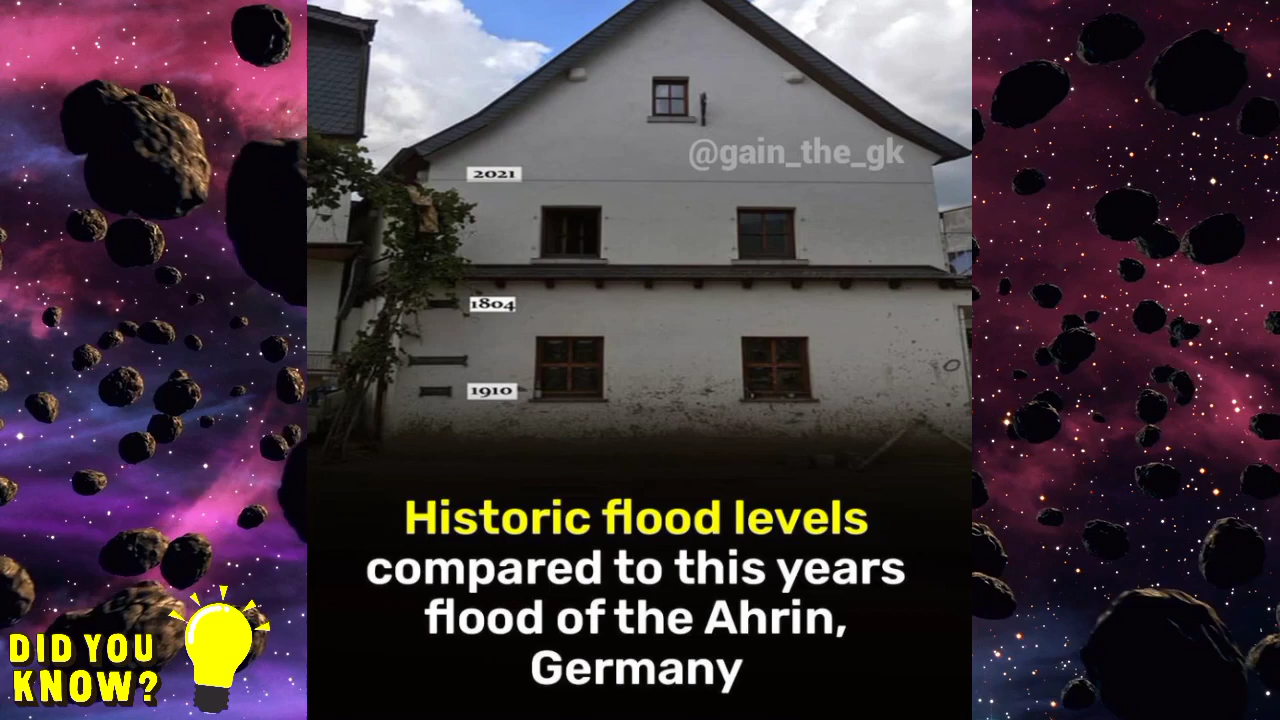 @gain_the_gk
2021
1804
1910
Historic flood levels
compared to this years
flood of the Ahrin,
Germany
DID YOU
KNOW?